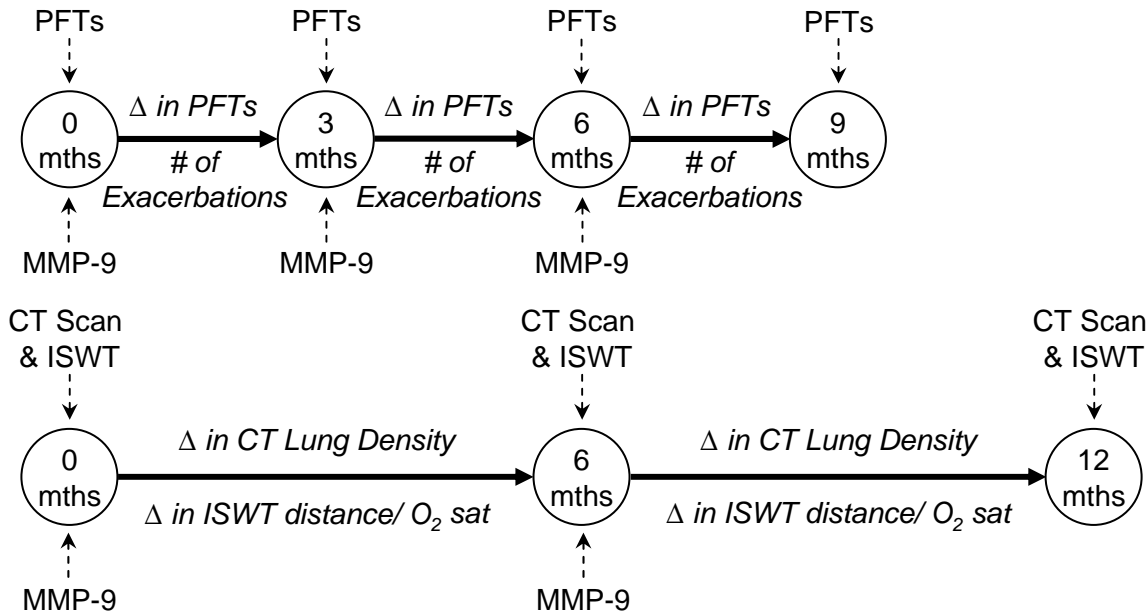 PFTs
PFTs
PFTs
PFTs
0
mths
Δ in PFTs
# of
Exacerbations
3
mths
Δ in PFTs
# of
Exacerbations
6
mths
Δ in PFTs
# of
Exacerbations
9
mths
MMP-9
MMP-9
MMP-9
CT Scan
& ISWT
CT Scan
& ISWT
CT Scan
& ISWT
0
mths
Δ in CT Lung Density
Δ in ISWT distance/ O₂ sat
6
mths
Δ in CT Lung Density
Δ in ISWT distance/ O₂ sat
12
mths
MMP-9
MMP-9